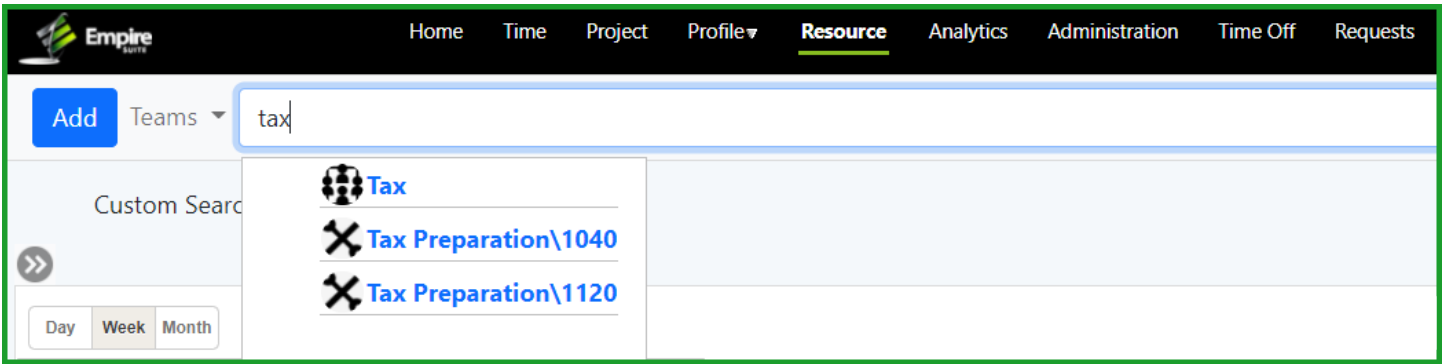 Empire SUITE Home Time Project Profile Resource Analytics Administration Time Off Requests
Add Teams tax
Tax
Custom Searc
Tax Preparation\1040
Tax Preparation\1120
Day Week Month